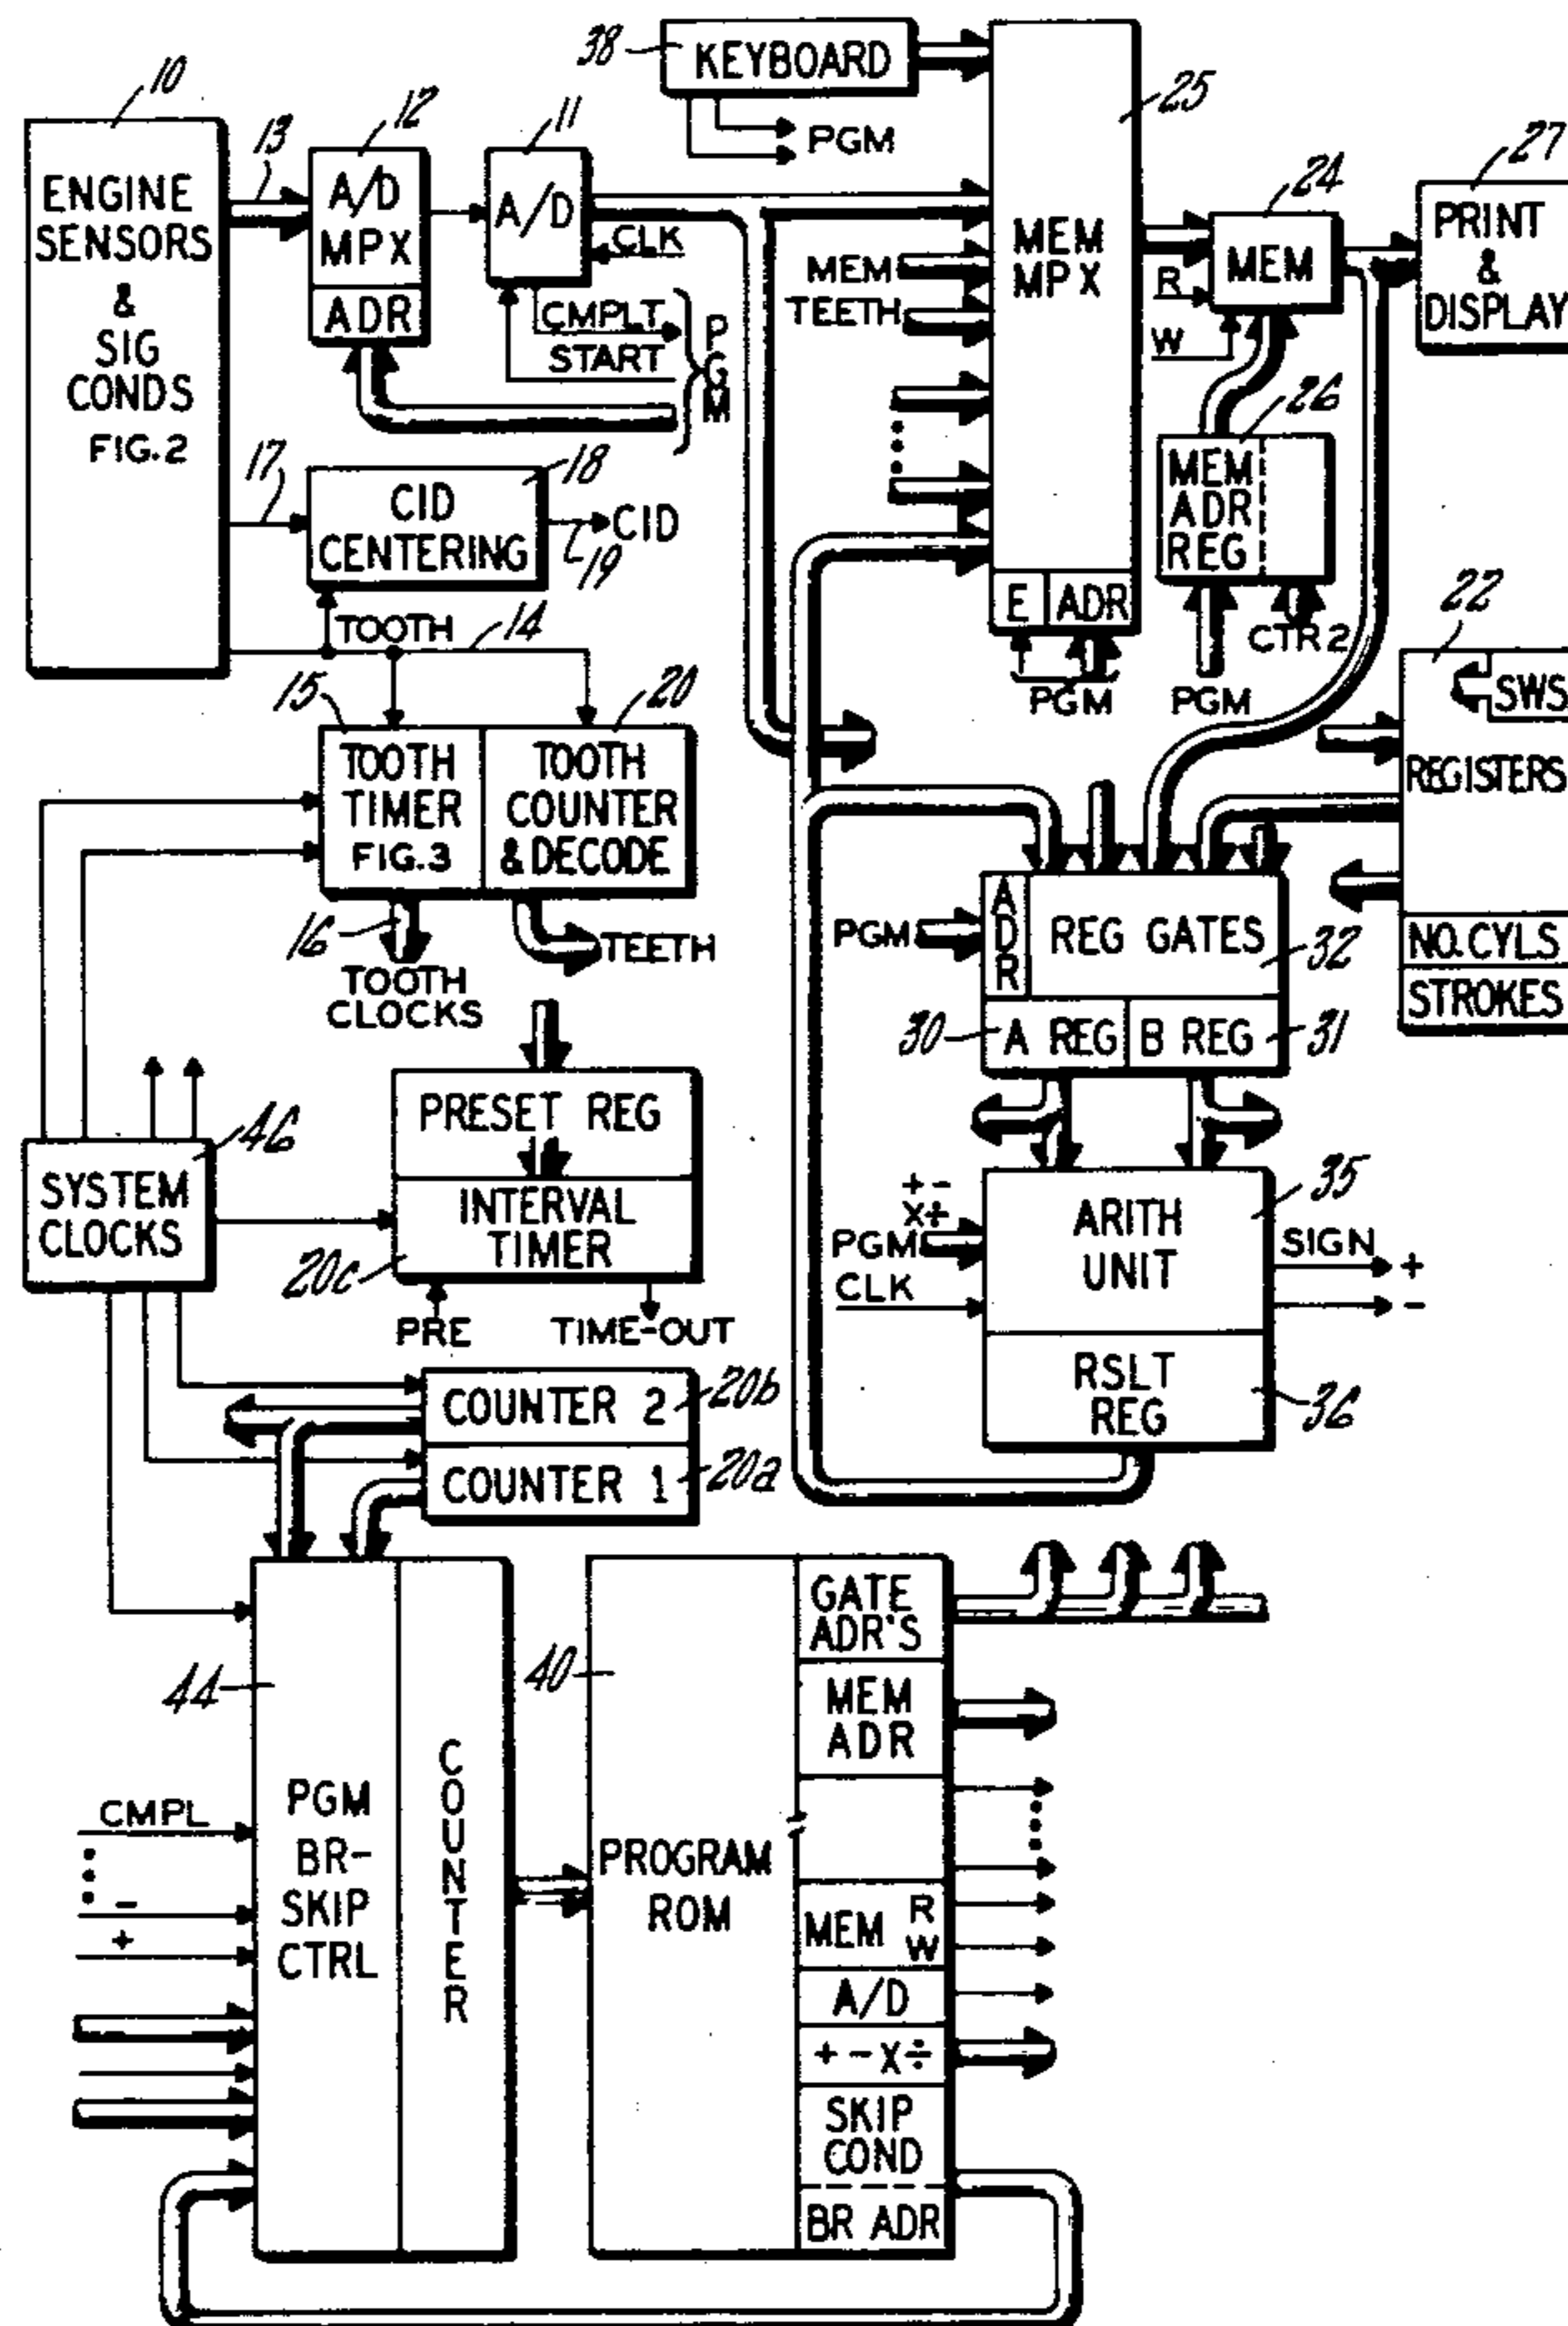 10
ENGINE
SENSORS
&
SIG
CONDS
FIG.2
13
12
A/D
MPX
ADR
11
A/D
CLK
CMPLT
START
PGM
38
KEYBOARD
PGM
25
MEM
MPX
MEM
TEETH
E ADR
PGM
24
MEM
R
W
27
PRINT
&
DISPLAY
26
MEM
ADR
REG
PGM
CTR 2
17
18
CID
CENTERING
CID
19
TOOTH
14
15
TOOTH
TIMER
FIG.3
20
TOOTH
COUNTER
& DECODE
16
TOOTH
CLOCKS
TEETH
22
SWS
REGISTERS
NO. CYLS
STROKES
PGM
ADR
REG GATES
32
30
A REG
B REG
31
46
SYSTEM
CLOCKS
PRESET REG
INTERVAL
TIMER
20c
PRE
TIME-OUT
+ -
X ÷
PGM
CLK
ARITH
UNIT
35
SIGN
+
-
RSLT
REG
36
COUNTER 2
20b
COUNTER 1
20a
44
PGM
BR-
SKIP
CTRL
COUNTER
CMPL
-
+
40
PROGRAM
ROM
GATE
ADR'S
MEM
ADR
MEM R
W
A/D
+ - X ÷
SKIP
COND
BR ADR